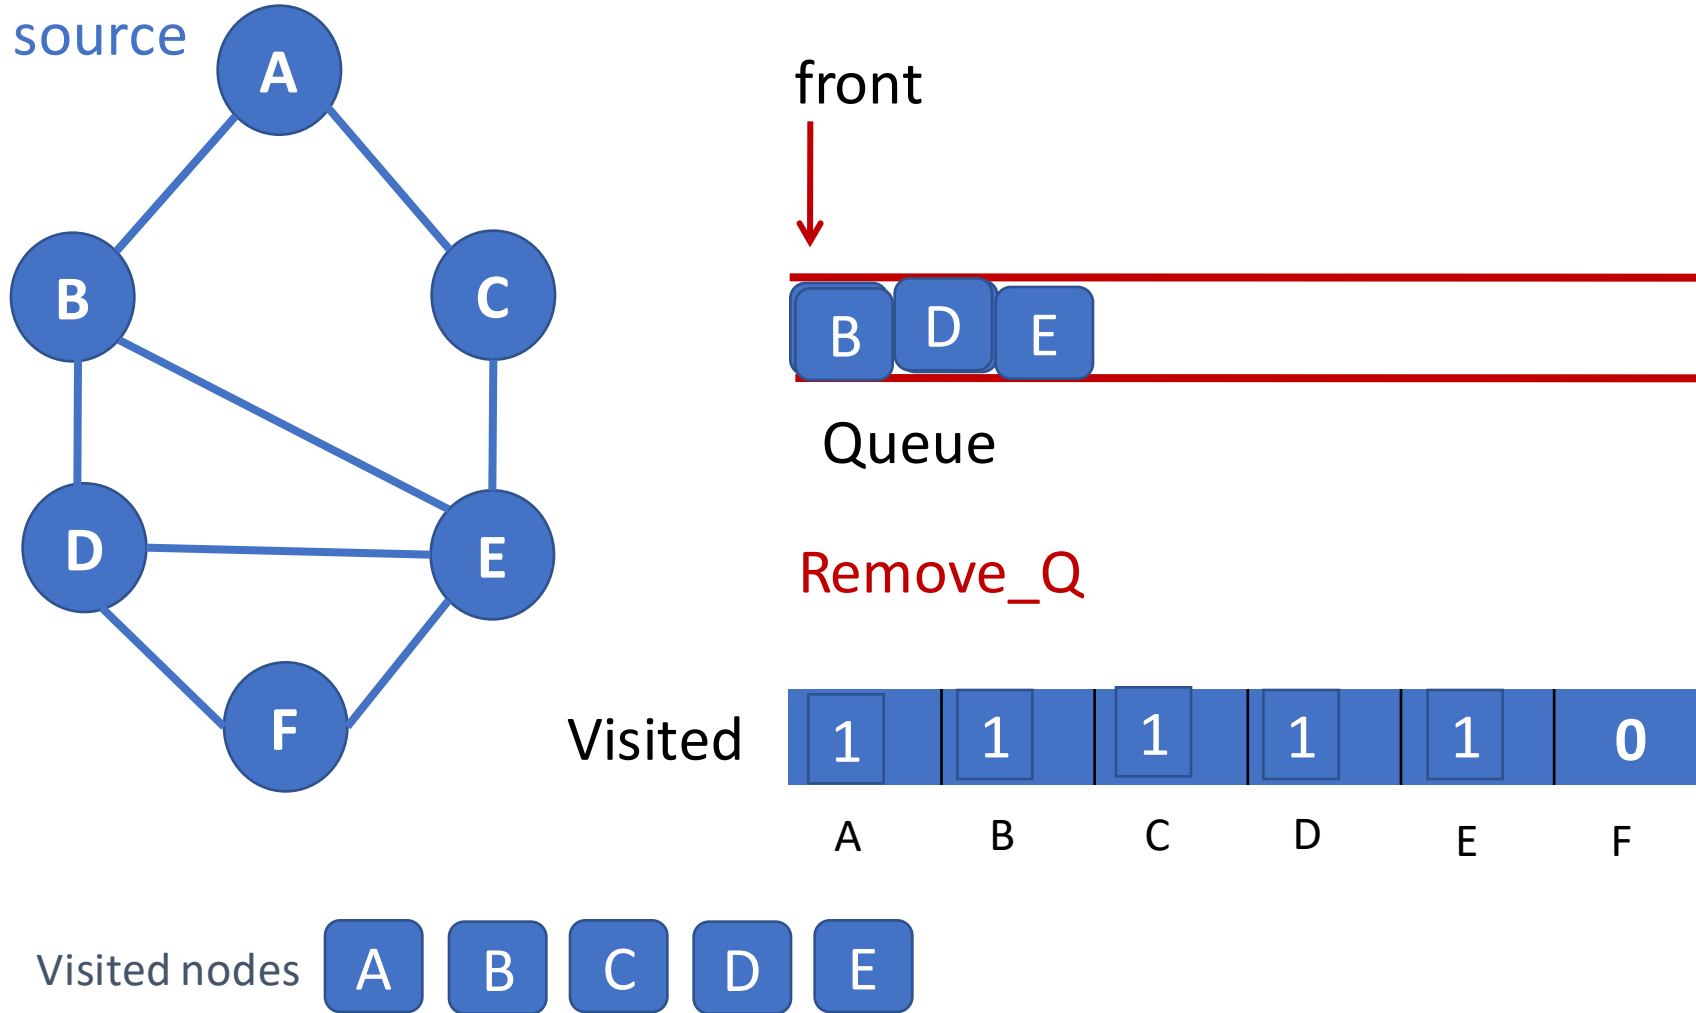 source
A
B
C
D
E
F
front
B D E
Queue
Remove_Q
Visited 1 1 1 1 1 0
A B C D E F
Visited nodes A B C D E